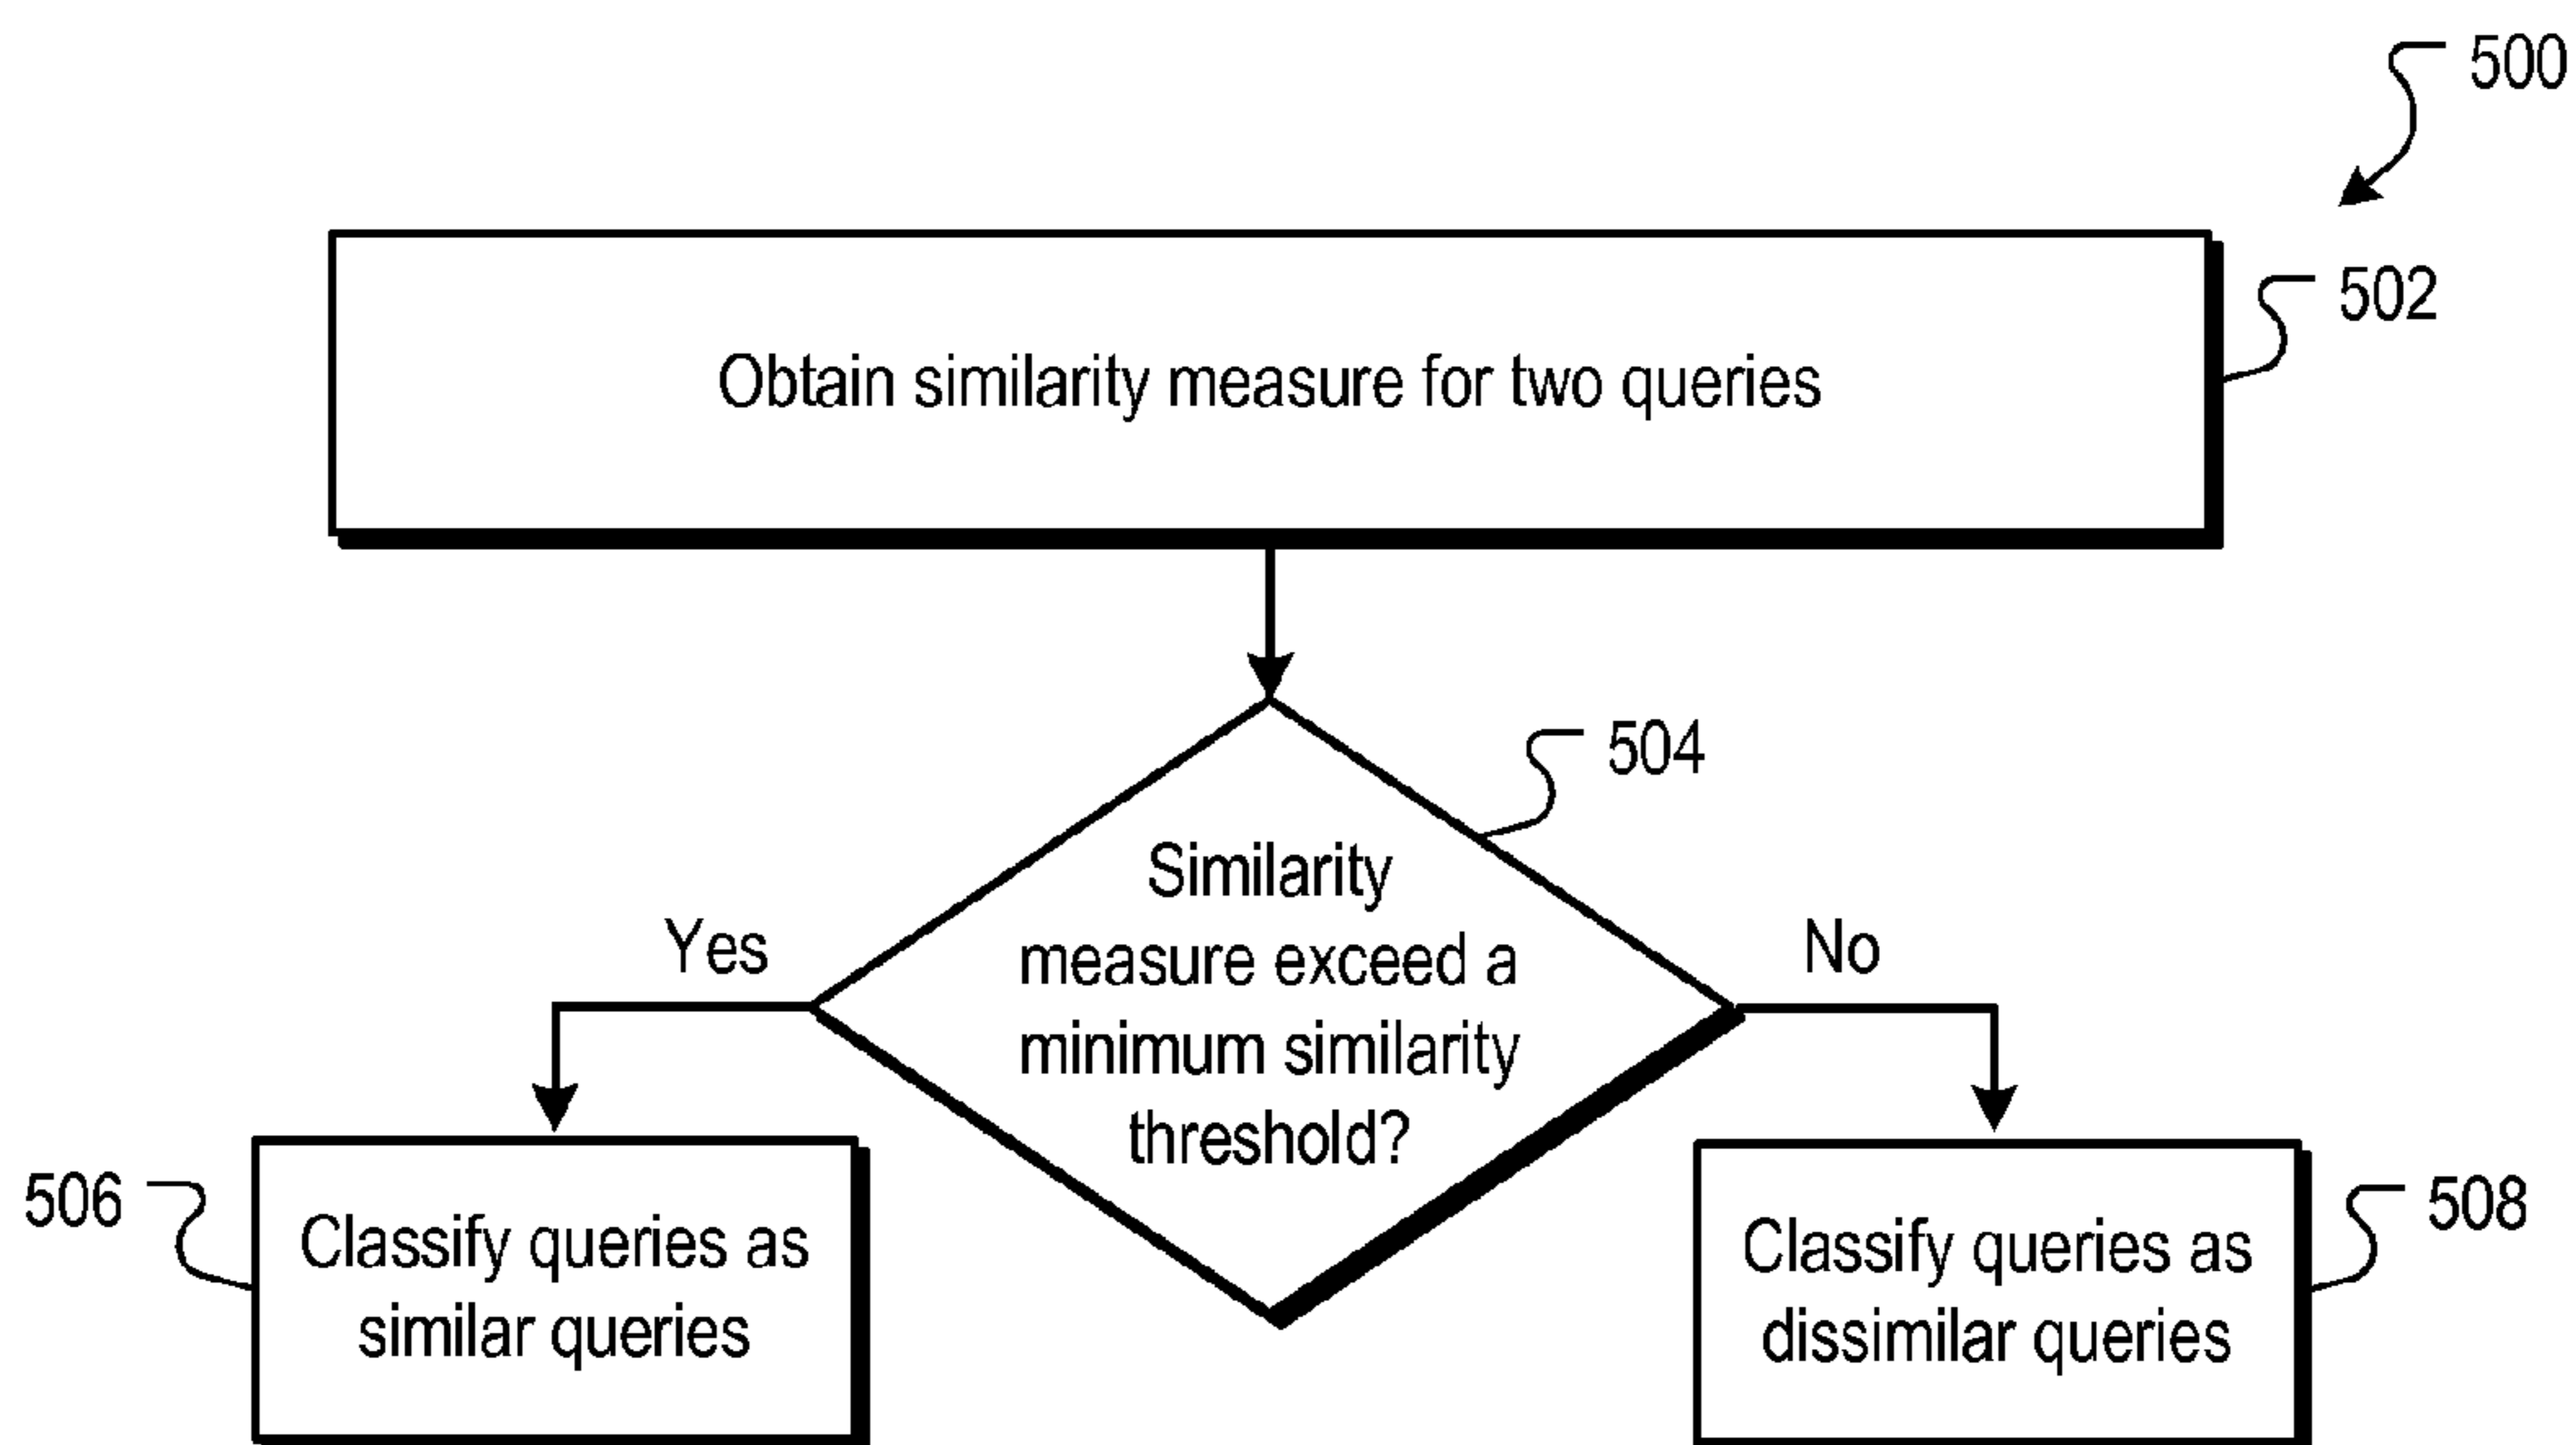 500
502
Obtain similarity measure for two queries
504
Similarity
measure exceed a
minimum similarity
threshold?
Yes
No
506
Classify queries as
similar queries
508
Classify queries as
dissimilar queries